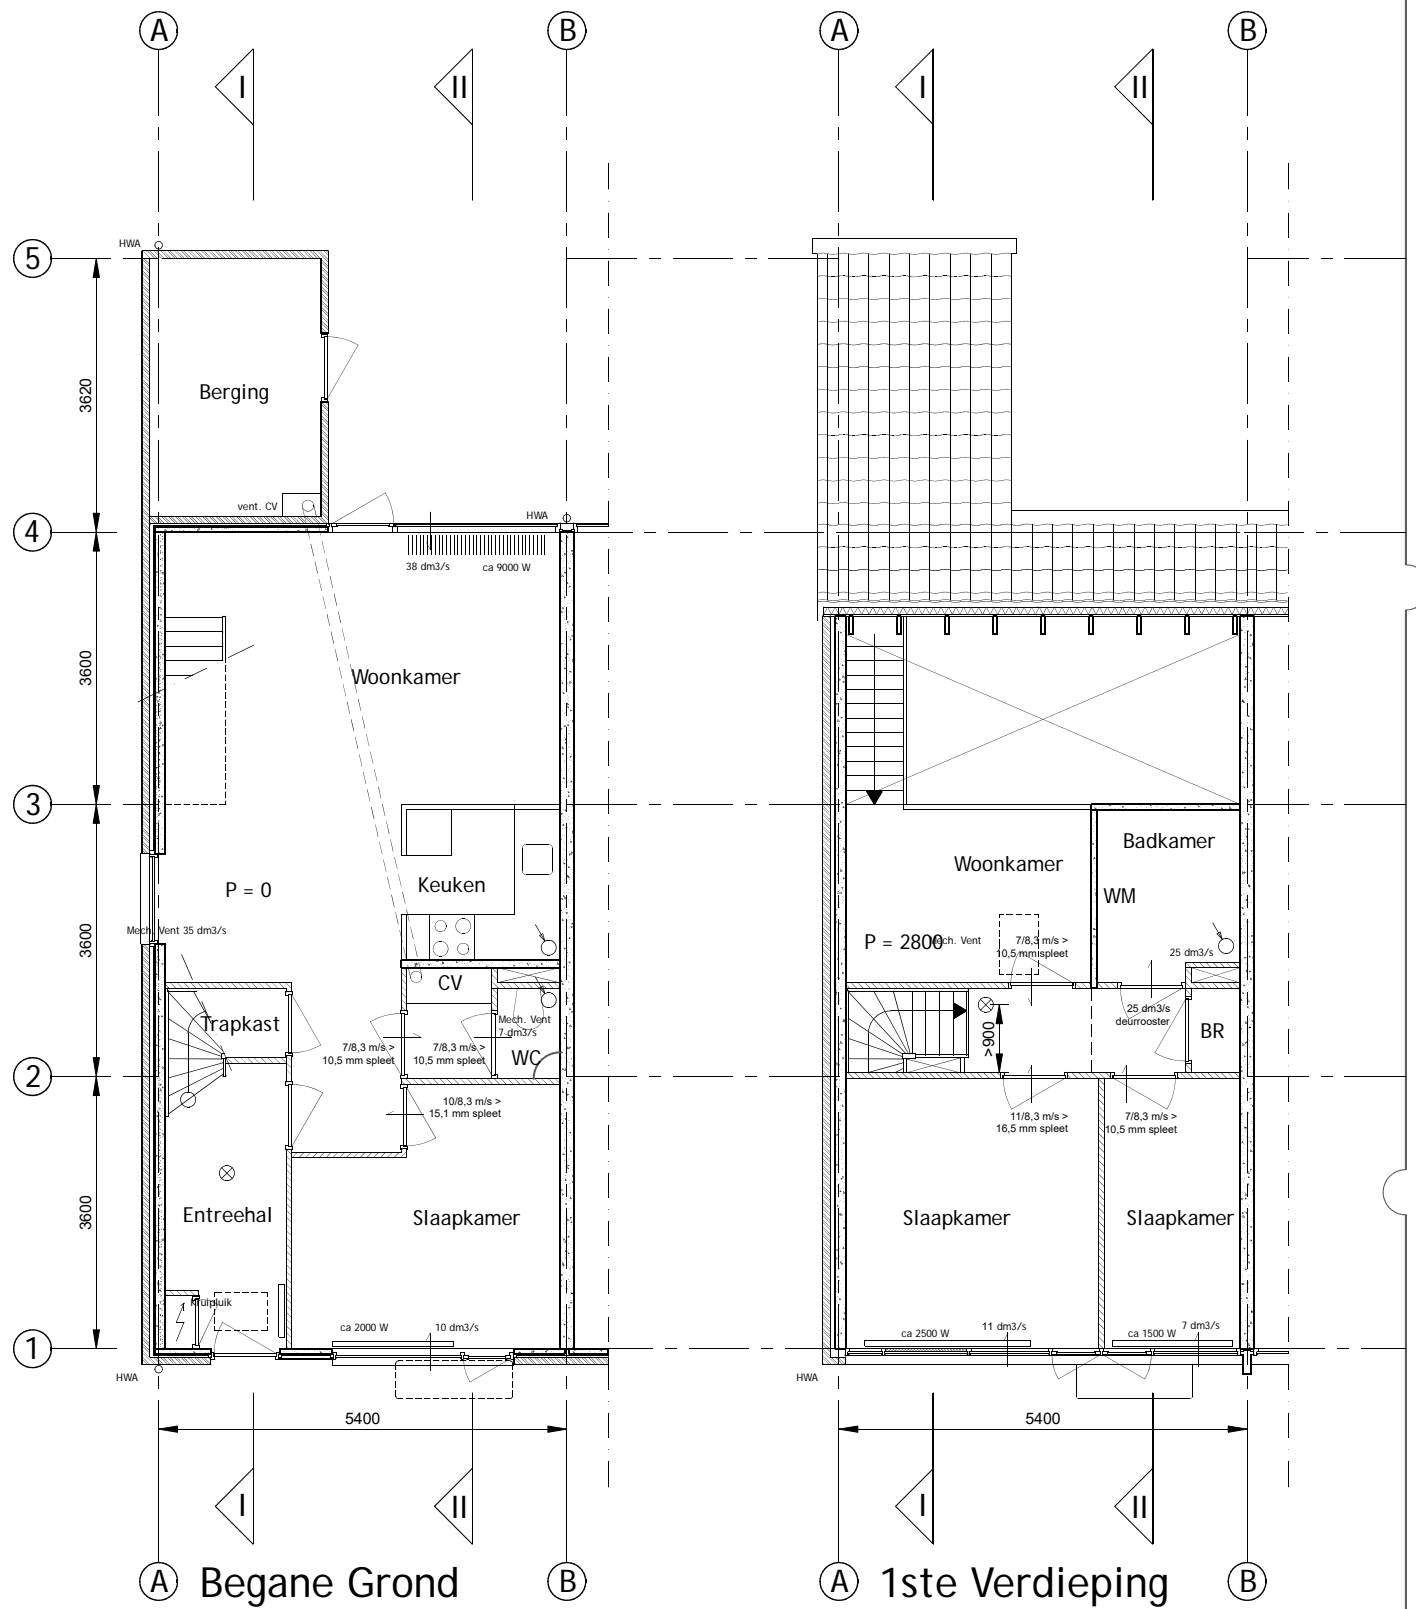 A
B
A
B
I
II
I
II
HWA
5
3620
Berging
vent. CV
HWA
4
38 dm3/s
ca 9000 W
3600
Woonkamer
3
Keuken
P = 0
Mech. Vent 35 dm3/s
3600
CV
Trapkast
Mech. Vent
7 dm3/s
7/8,3 m/s >
10,5 mm spleet
7/8,3 m/s >
10,5 mm spleet
WC
2
10/8,3 m/s >
15,1 mm spleet
3600
Entreehal
Slaapkamer
Kruipluik
ca 2000 W
10 dm3/s
1
HWA
5400
I
II
A
Begane Grond
B
Badkamer
Woonkamer
WM
P = 2800
Mech. Vent
7/8,3 m/s >
10,5 mm spleet
25 dm3/s
25 dm3/s
deurrooster
>900
BR
11/8,3 m/s >
16,5 mm spleet
7/8,3 m/s >
10,5 mm spleet
Slaapkamer
Slaapkamer
ca 2500 W
11 dm3/s
ca 1500 W
7 dm3/s
HWA
5400
I
II
A
1ste Verdieping
B